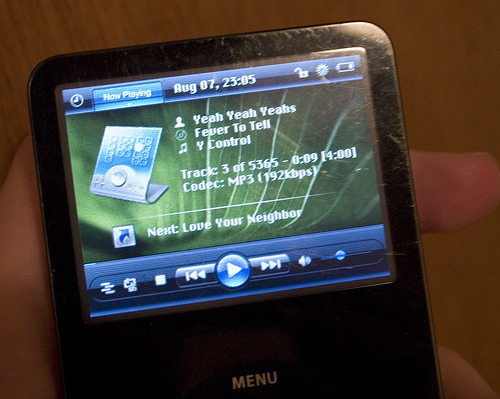 Now Playing Aug 07, 23:05
Yeah Yeah Yeahs
Fever To Tell
Y Control
Track: 3 of 5365 - 0:09 [4:00]
Codec: MP3 (192kbps)
Next: Love Your Neighbor
MENU